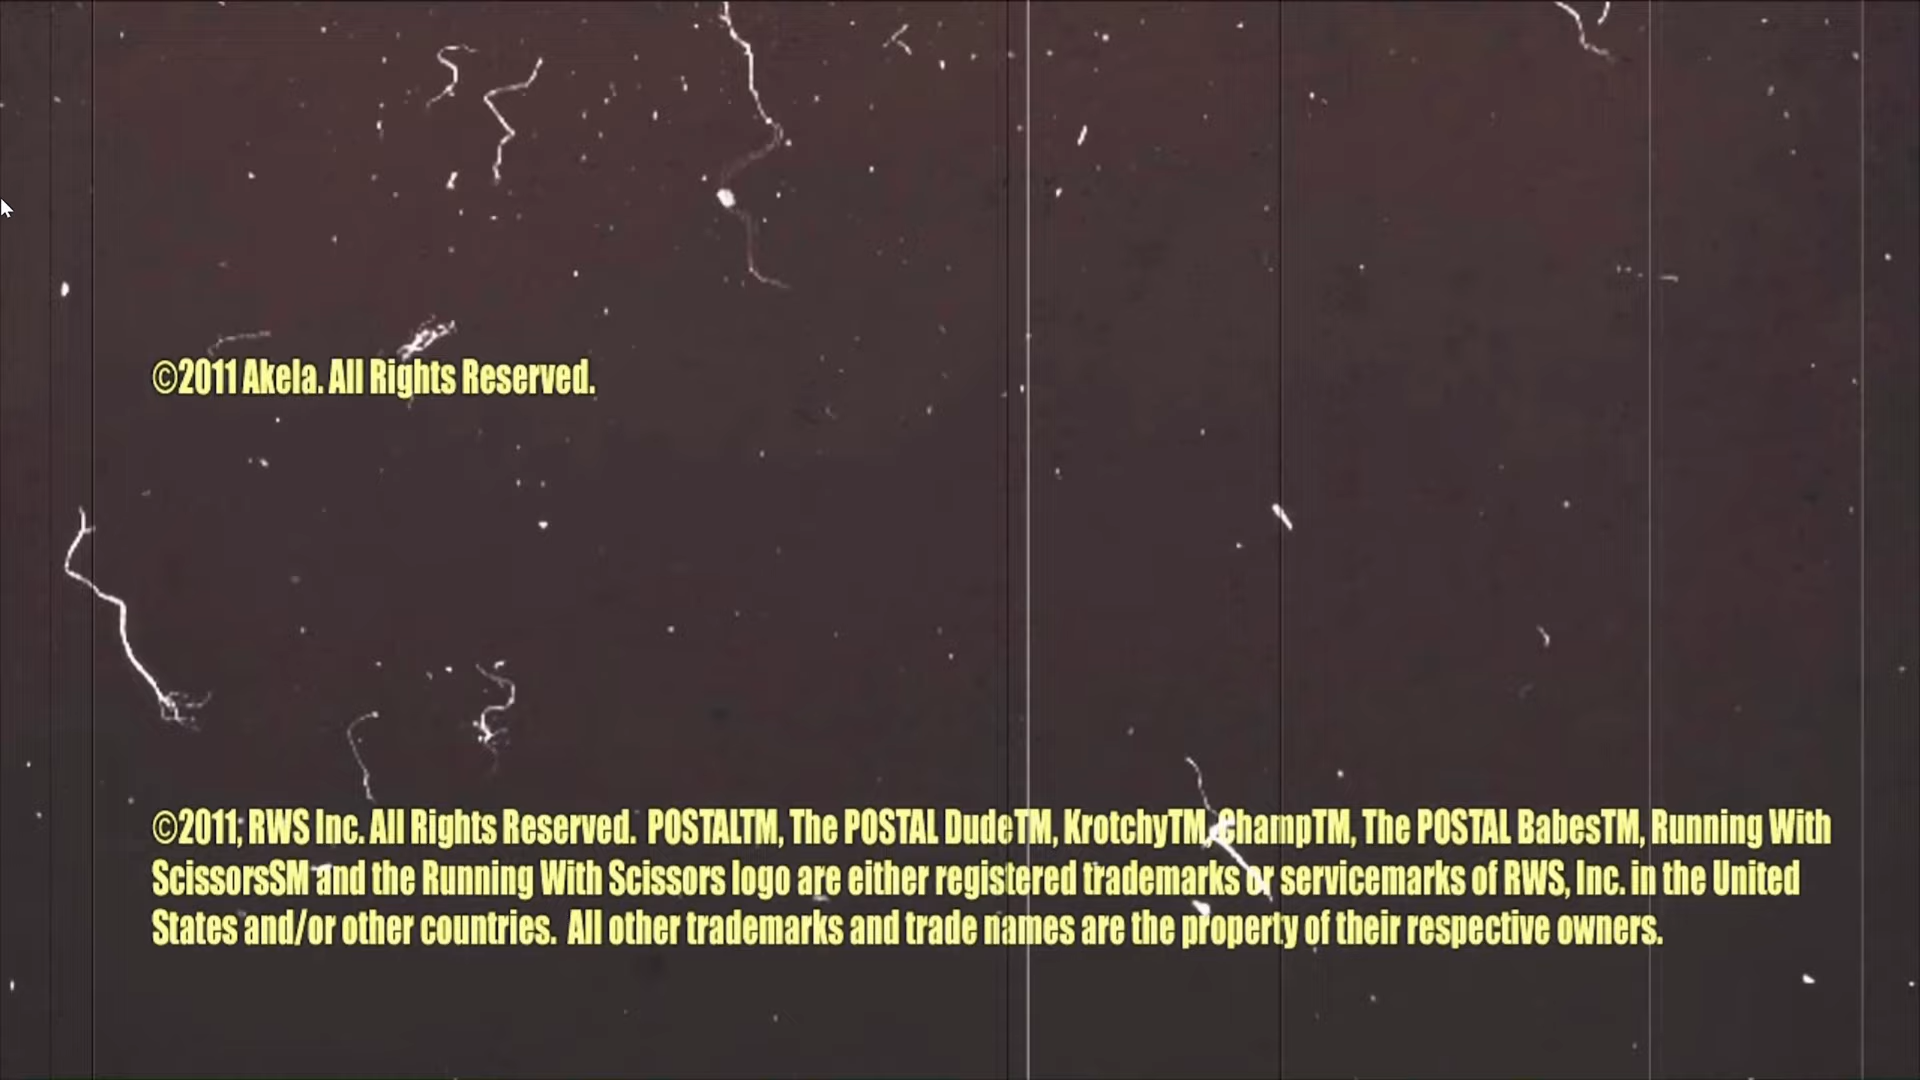 ©2011 Akela. All Rights Reserved.
©2011; RWS Inc. All Rights Reserved.  POSTALTM, The POSTAL DudeTM, KrotchyTM, ChampTM, The POSTAL BabesTM, Running With
ScissorsSM and the Running With Scissors logo are either registered trademarks or servicemarks of RWS, Inc. in the United
States and/or other countries.  All other trademarks and trade names are the property of their respective owners.